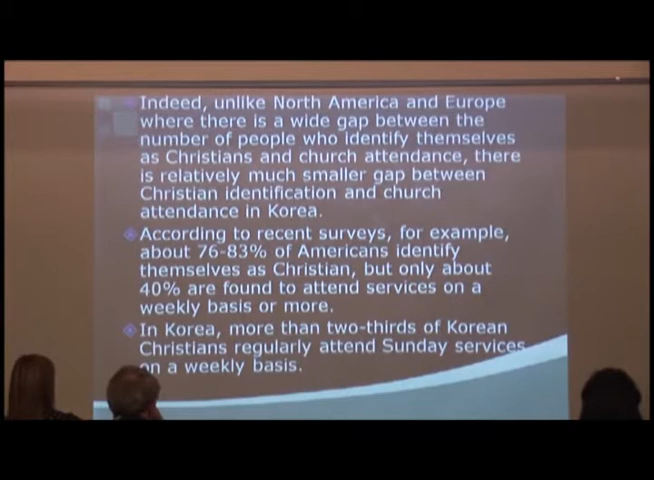 Indeed, unlike North America and Europe
where there is a wide gap between the
number of people who identify themselves
as Christians and church attendance, there
is relatively much smaller gap between
Christian identification and church
attendance in Korea.
According to recent surveys, for example,
about 76-83% of Americans identify
themselves as Christian, but only about
40% are found to attend services on a
weekly basis or more.
In Korea, more than two-thirds of Korean
Christians regularly attend Sunday services
on a weekly basis.